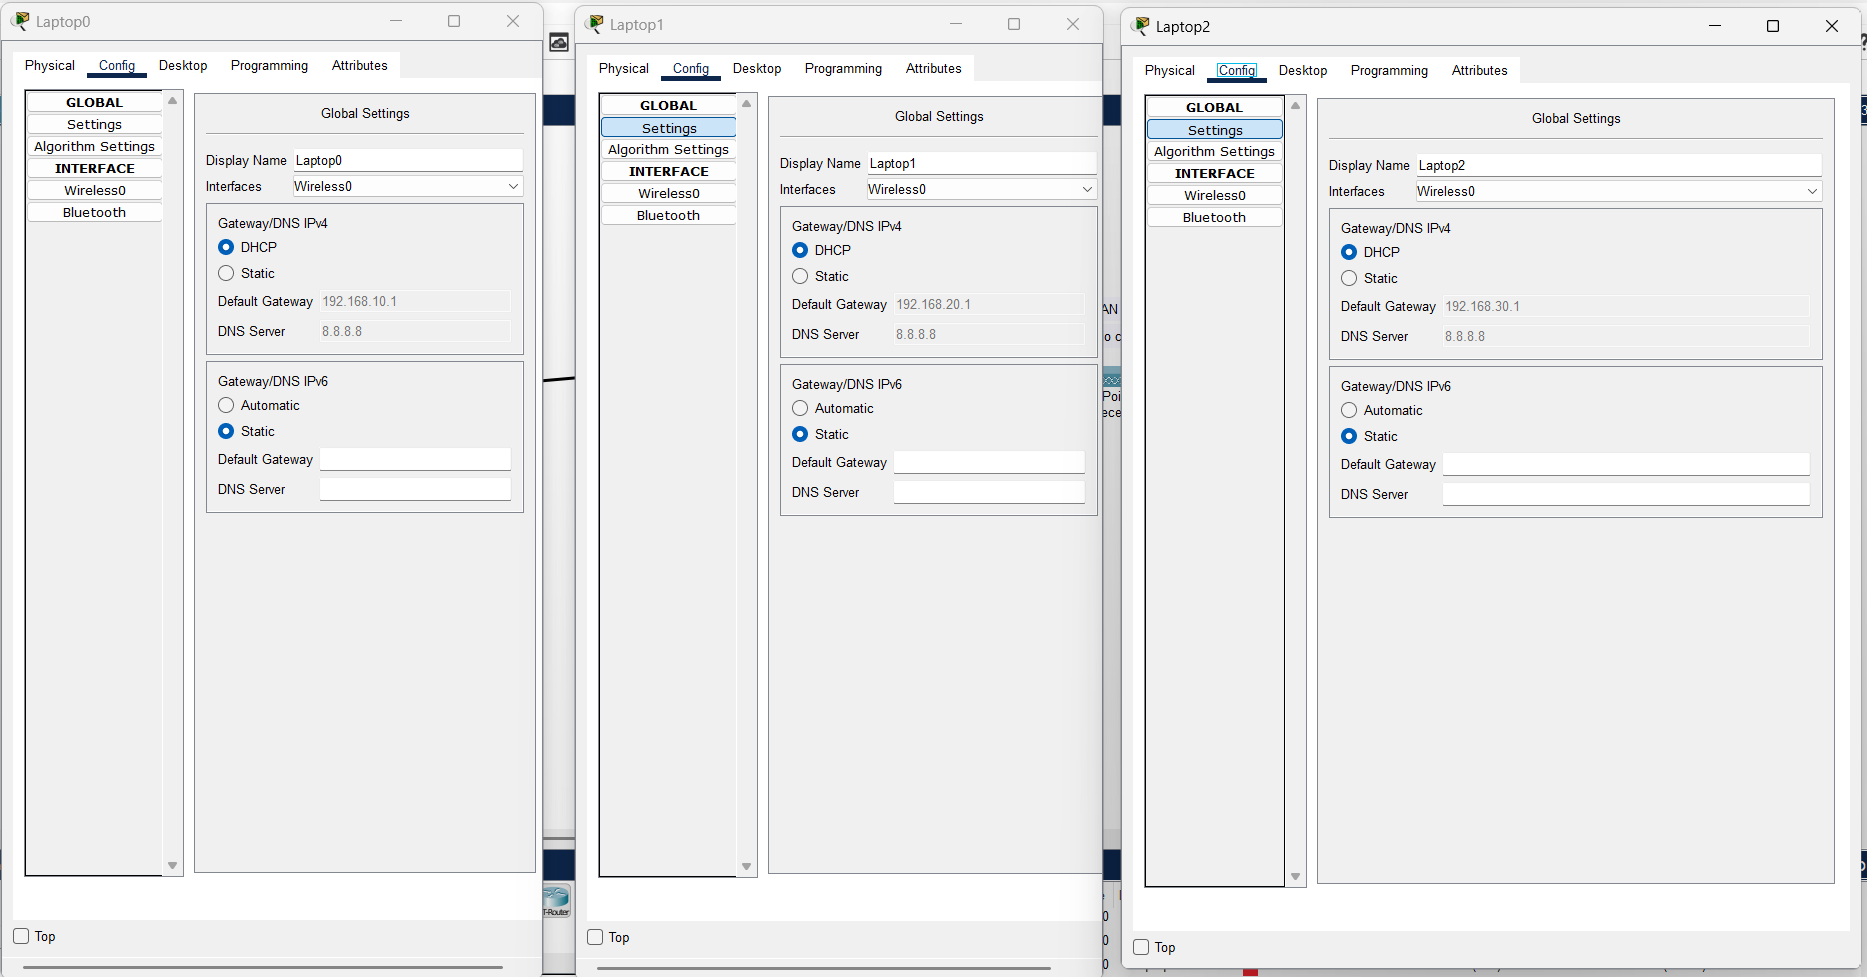 Laptop0
Physical Config Desktop Programming Attributes
GLOBAL
Settings
Algorithm Settings
INTERFACE
Wireless0
Bluetooth
Global Settings
Display Name Laptop0
Interfaces Wireless0
Gateway/DNS IPv4
DHCP
Static
Default Gateway 192.168.10.1
DNS Server 8.8.8.8
Gateway/DNS IPv6
Automatic
Static
Default Gateway
DNS Server
Top
T-Router
Laptop1
Physical Config Desktop Programming Attributes
GLOBAL
Settings
Algorithm Settings
INTERFACE
Wireless0
Bluetooth
Global Settings
Display Name Laptop1
Interfaces Wireless0
Gateway/DNS IPv4
DHCP
Static
Default Gateway 192.168.20.1
DNS Server 8.8.8.8
Gateway/DNS IPv6
Automatic
Static
Default Gateway
DNS Server
Top
AN
o c
Poi
ece
0
0
0
Laptop2
Physical Config Desktop Programming Attributes
GLOBAL
Settings
Algorithm Settings
INTERFACE
Wireless0
Bluetooth
Global Settings
Display Name Laptop2
Interfaces Wireless0
Gateway/DNS IPv4
DHCP
Static
Default Gateway 192.168.30.1
DNS Server 8.8.8.8
Gateway/DNS IPv6
Automatic
Static
Default Gateway
DNS Server
Top